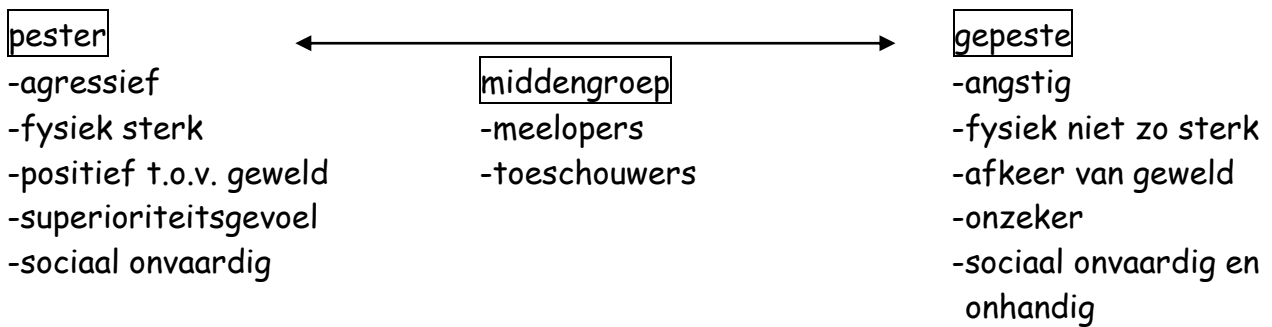 pester
-agressief
-fysiek sterk
-positief t.o.v. geweld
-superioriteitsgevoel
-sociaal onvaardig
middengroep
-meelopers
-toeschouwers
gepeste
-angstig
-fysiek niet zo sterk
-afkeer van geweld
-onzeker
-sociaal onvaardig en
onhandig